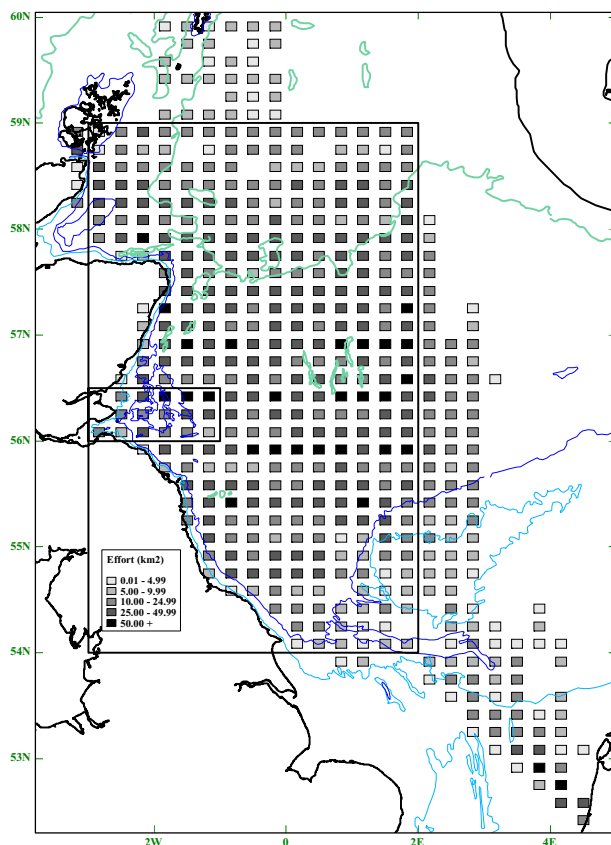 60N
59N
58N
57N
56N
55N
54N
53N
Effort (km2)
0.01 - 4.99
5.00 - 9.99
10.00 - 24.99
25.00 - 49.99
50.00 +
2W 0 2E 4E